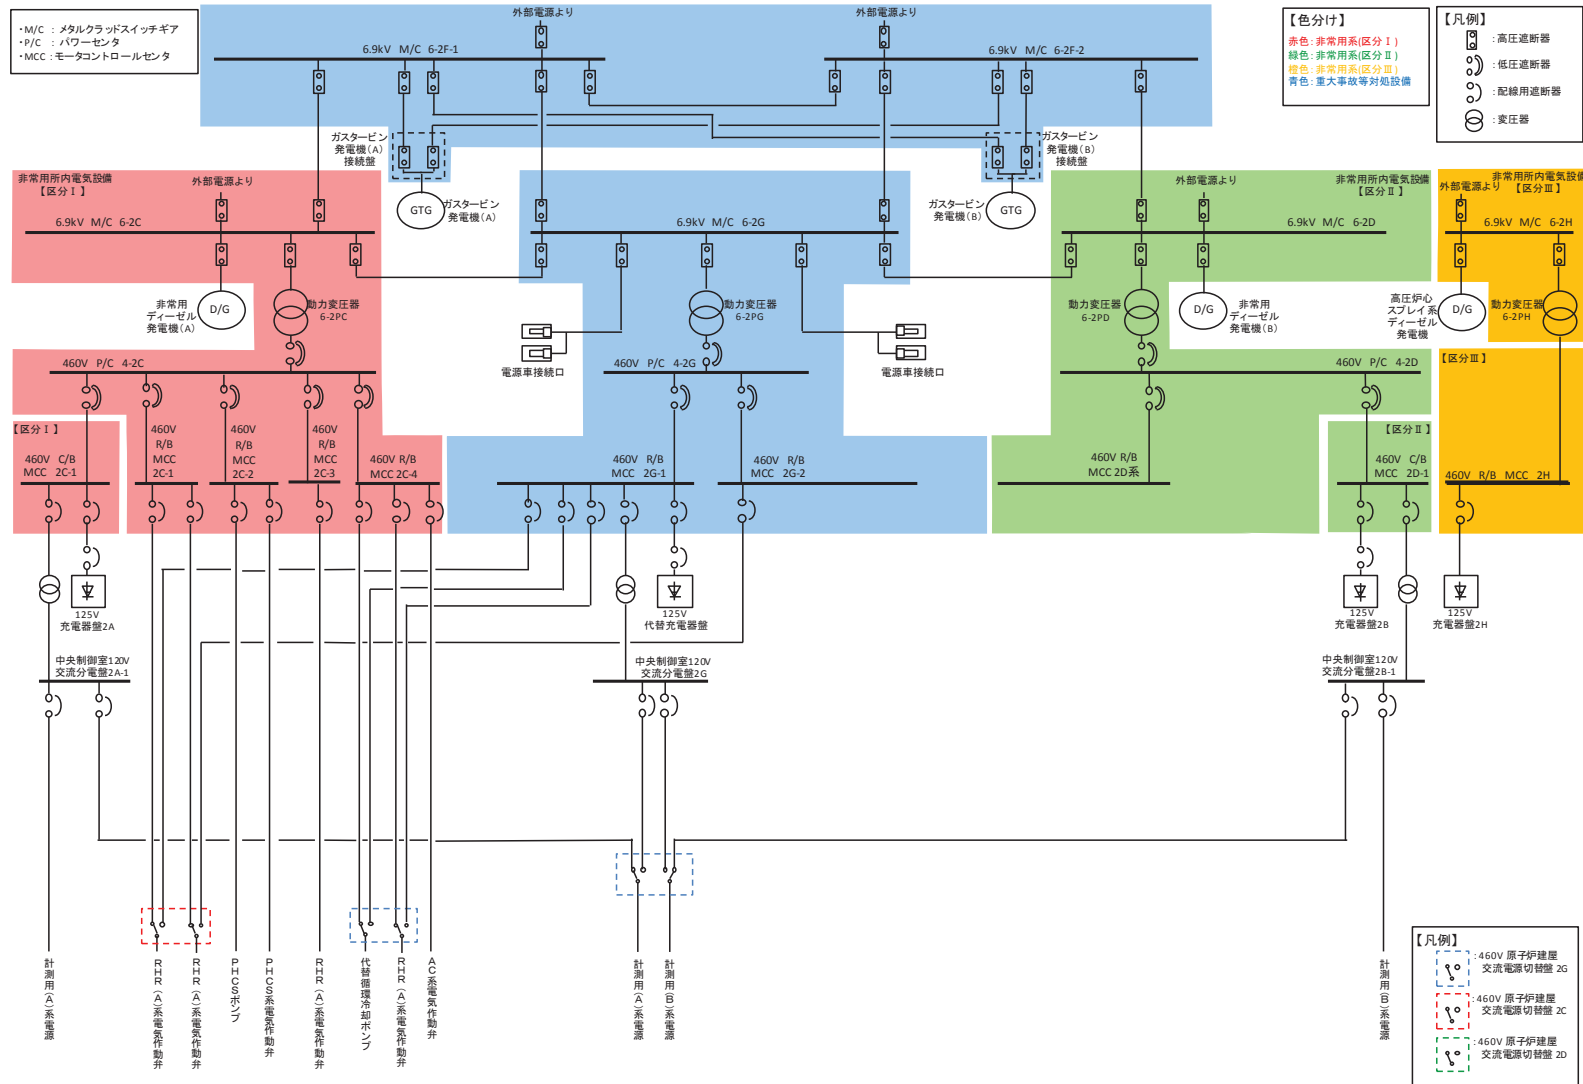 ・M/C ： メタルクラッドスイッチギア
・P/C ： パワーセンタ
・MCC ： モータコントロールセンタ
外部電源より
外部電源より
6.9kV M/C 6-2F-1
6.9kV M/C 6-2F-2
【色分け】
赤色：非常用系(区分Ⅰ)
緑色：非常用系(区分Ⅱ)
橙色：非常用系(区分Ⅲ)
青色：重大事故等対処設備
【凡例】
：高圧遮断器
：低圧遮断器
：配線用遮断器
：変圧器
ガスタービン
発電機(A)
接続盤
ガスタービン
発電機(B)
接続盤
非常用所内電気設備
【区分Ⅰ】
外部電源より
6.9kV M/C 6-2C
GTG
ガスタービン
発電機(A)
6.9kV M/C 6-2G
ガスタービン
発電機(B)
GTG
外部電源より
非常用所内電気設備
【区分Ⅱ】
6.9kV M/C 6-2D
非常用所内電気設備
【区分Ⅲ】
外部電源より
6.9kV M/C 6-2H
非常用
ディーゼル
発電機(A)
D/G
動力変圧器
6-2PC
動力変圧器
6-2PG
動力変圧器
6-2PD
D/G
非常用
ディーゼル
発電機(B)
高圧炉心
スプレイ系
ディーゼル
発電機
D/G
動力変圧器
6-2PH
460V P/C 4-2C
電源車接続口
460V P/C 4-2G
電源車接続口
460V P/C 4-2D
【区分Ⅲ】
【区分Ⅰ】
460V C/B
MCC 2C-1
460V
R/B
MCC
2C-1
460V
R/B
MCC
2C-2
460V
R/B
MCC
2C-3
460V R/B
MCC 2C-4
460V R/B
MCC 2G-1
460V R/B
MCC 2G-2
460V R/B
MCC 2D系
【区分Ⅱ】
460V C/B
MCC 2D-1
460V R/B MCC 2H
125V
充電器盤2A
125V
代替充電器盤
125V
充電器盤2B
125V
充電器盤2H
中央制御室120V
交流分電盤2A-1
中央制御室120V
交流分電盤2G
中央制御室120V
交流分電盤2B-1
計測用(A)系電源
RHR(A)系電気作動弁
RHR(A)系電気作動弁
PHCSポンプ
PHCS系電気作動弁
RHR(A)系電気作動弁
代替循環冷却ポンプ
RHR(A)系電気作動弁
AC系電気作動弁
計測用(A)系電源
計測用(B)系電源
計測用(B)系電源
【凡例】
：460V 原子炉建屋
交流電源切替盤 2G
：460V 原子炉建屋
交流電源切替盤 2C
：460V 原子炉建屋
交流電源切替盤 2D